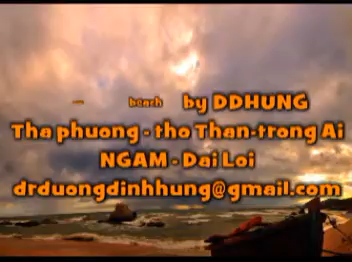 beach by DDHUNG
Tha phuong - tho Than-trong Ai
NGAM - Dai Loi
drduongdinhhung@gmail.com